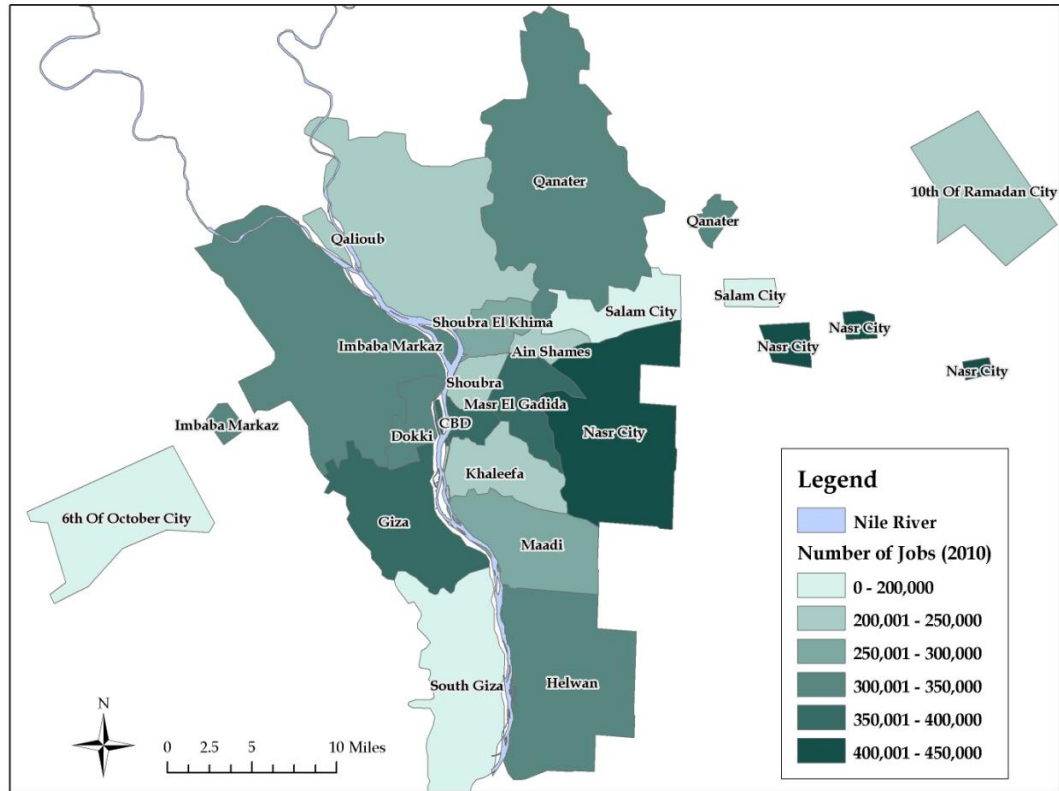 Qanater
10th Of Ramadan City
Qanater
Qalioub
Salam City
Salam City
Shoubra El Khima
Nasr City
Imbaba Markaz
Ain Shames
Nasr City
Nasr City
Shoubra
Masr El Gadida
Imbaba Markaz
CBD
Dokki
Nasr City
Khaleefa
6th Of October City
Giza
Maadi
South Giza
Helwan
N
0 2.5 5 10 Miles
Legend
Nile River
Number of Jobs (2010)
0 - 200,000
200,001 - 250,000
250,001 - 300,000
300,001 - 350,000
350,001 - 400,000
400,001 - 450,000